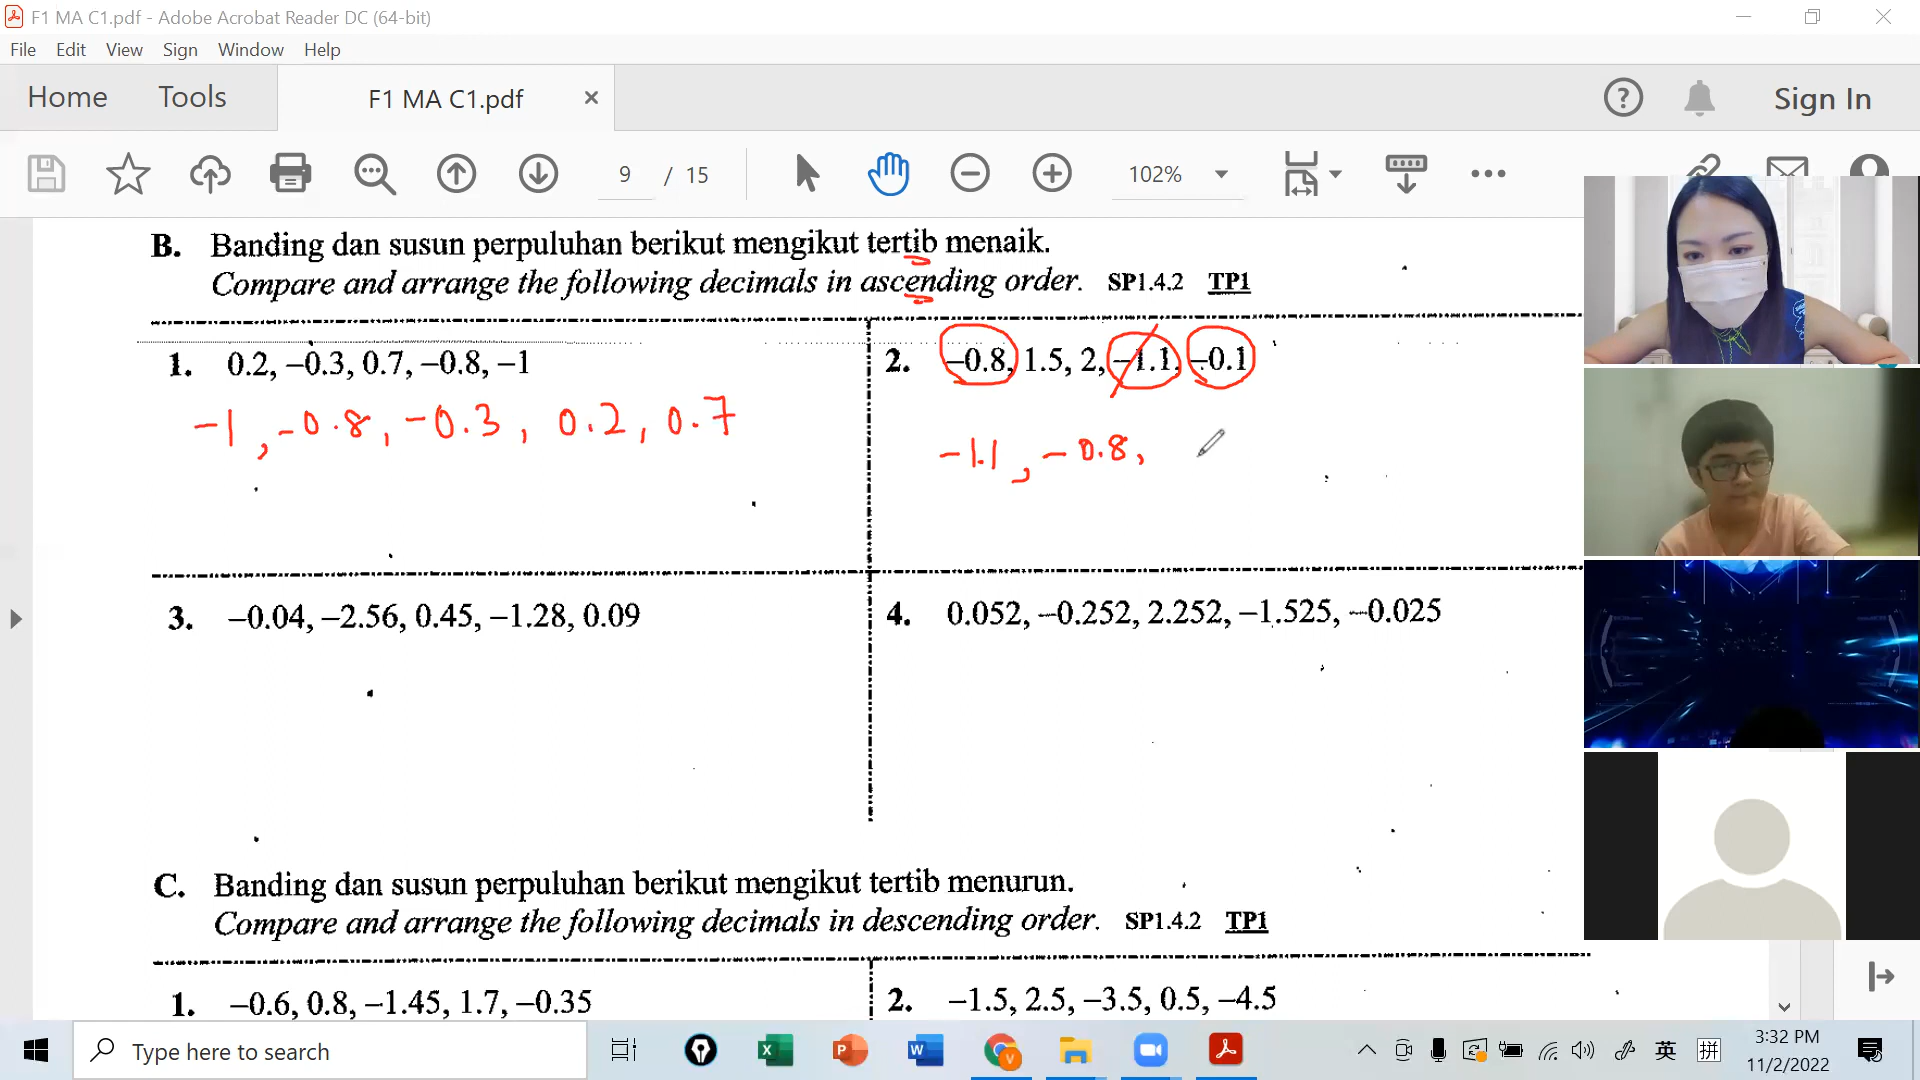 F1 MA C1.pdf - Adobe Acrobat Reader DC (64-bit)
File Edit View Sign Window Help
Home Tools F1 MA C1.pdf Sign In
9 / 15 102%
B. Banding dan susun perpuluhan berikut mengikut tertib menaik.
Compare and arrange the following decimals in ascending order. SP1.4.2 TP1
1. 0.2, –0.3, 0.7, –0.8, –1
-1, -0.8, -0.3, 0.2, 0.7
2. –0.8, 1.5, 2, –1.1, –0.1
-1.1, -0.8,
3. –0.04, –2.56, 0.45, –1.28, 0.09
4. 0.052, –0.252, 2.252, –1.525, –0.025
C. Banding dan susun perpuluhan berikut mengikut tertib menurun.
Compare and arrange the following decimals in descending order. SP1.4.2 TP1
1. –0.6, 0.8, –1.45, 1.7, –0.35
2. –1.5, 2.5, –3.5, 0.5, –4.5
Type here to search
英 拼
3:32 PM
11/2/2022